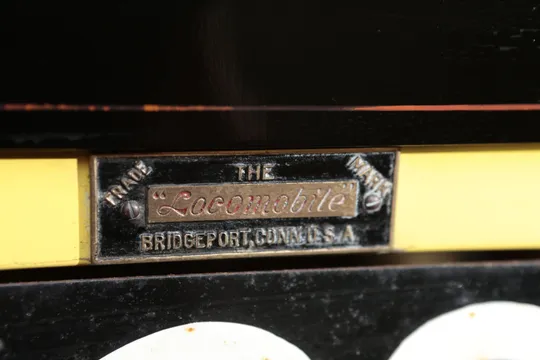 TRADE THE MARK
"Locomobile"
BRIDGEPORT, CONN. U-S-A